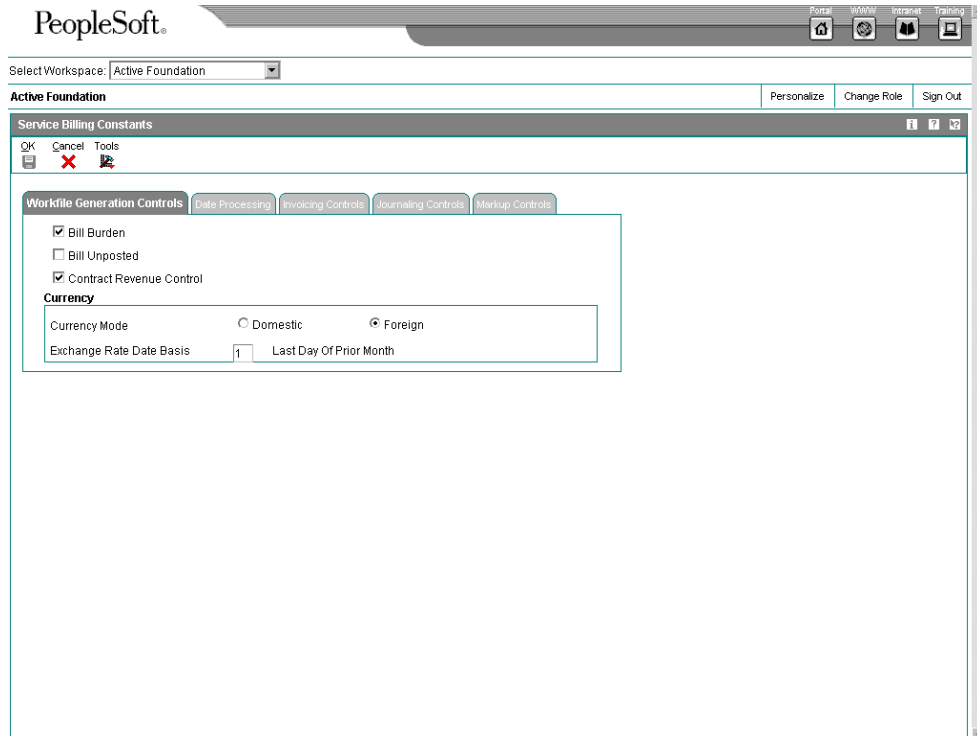 Portal WWW Intranet Training
PeopleSoft.
Select Workspace: Active Foundation
Active Foundation Personalize Change Role Sign Out
Service Billing Constants
OK Cancel Tools
Workfile Generation Controls Date Processing Invoicing Controls Journaling Controls Markup Controls
Bill Burden
Bill Unposted
Contract Revenue Control
Currency
Currency Mode Domestic Foreign
Exchange Rate Date Basis 1 Last Day Of Prior Month